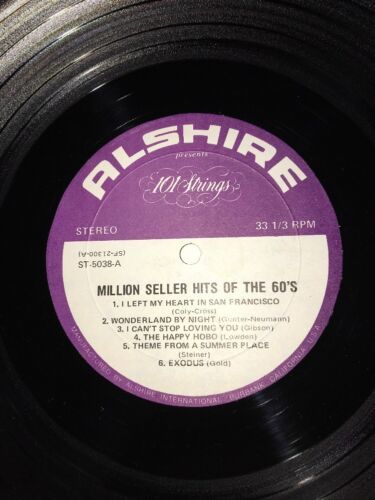 ALSHIRE
presents
101 Strings
STEREO 33 1/3 RPM
(SF-21300-A)
ST-5038-A
MILLION SELLER HITS OF THE 60'S
1. I LEFT MY HEART IN SAN FRANCISCO
(Coly-Cross)
2. WONDERLAND BY NIGHT (Gunter-Neumann)
3. I CAN'T STOP LOVING YOU (Gibson)
4. THE HAPPY HOBO (Lowden)
5. THEME FROM A SUMMER PLACE
(Steiner)
6. EXODUS (Gold)
MANUFACTURED BY ALSHIRE INTERNATIONAL / BURBANK, CALIFORNIA, U.S.A.